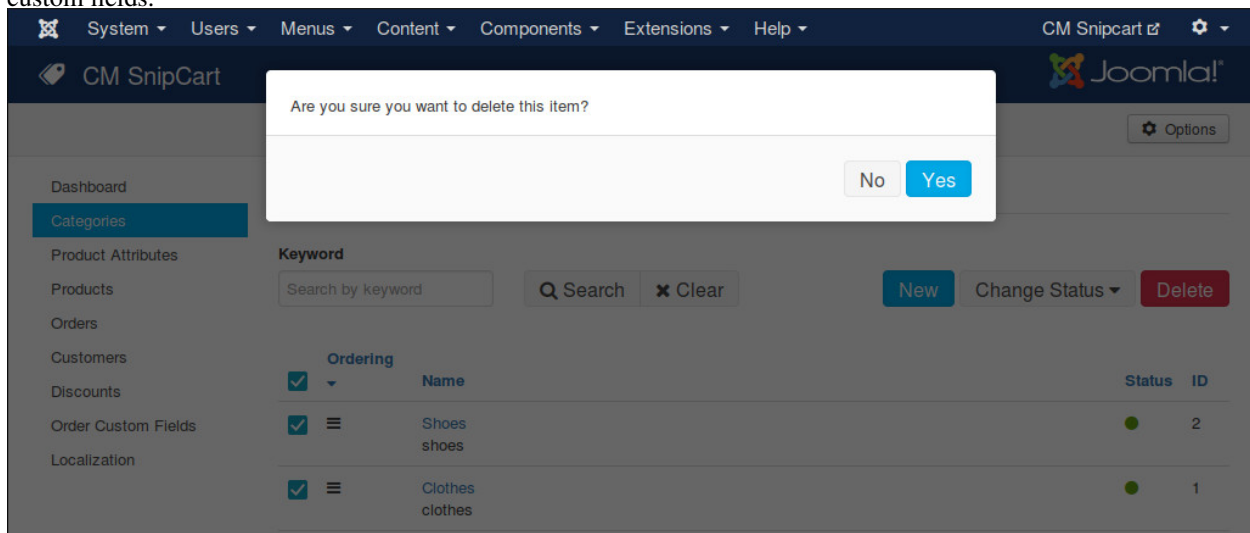 custom fields.
System Users Menus Content Components Extensions Help CM Snipcart
CM SnipCart Joomla!®
Are you sure you want to delete this item?
Options
No Yes
Dashboard
Categories
Product Attributes
Products
Orders
Customers
Discounts
Order Custom Fields
Localization
Keyword
Search by keyword Search Clear New Change Status Delete
Ordering
Name Status ID
Shoes 2
shoes
Clothes 1
clothes